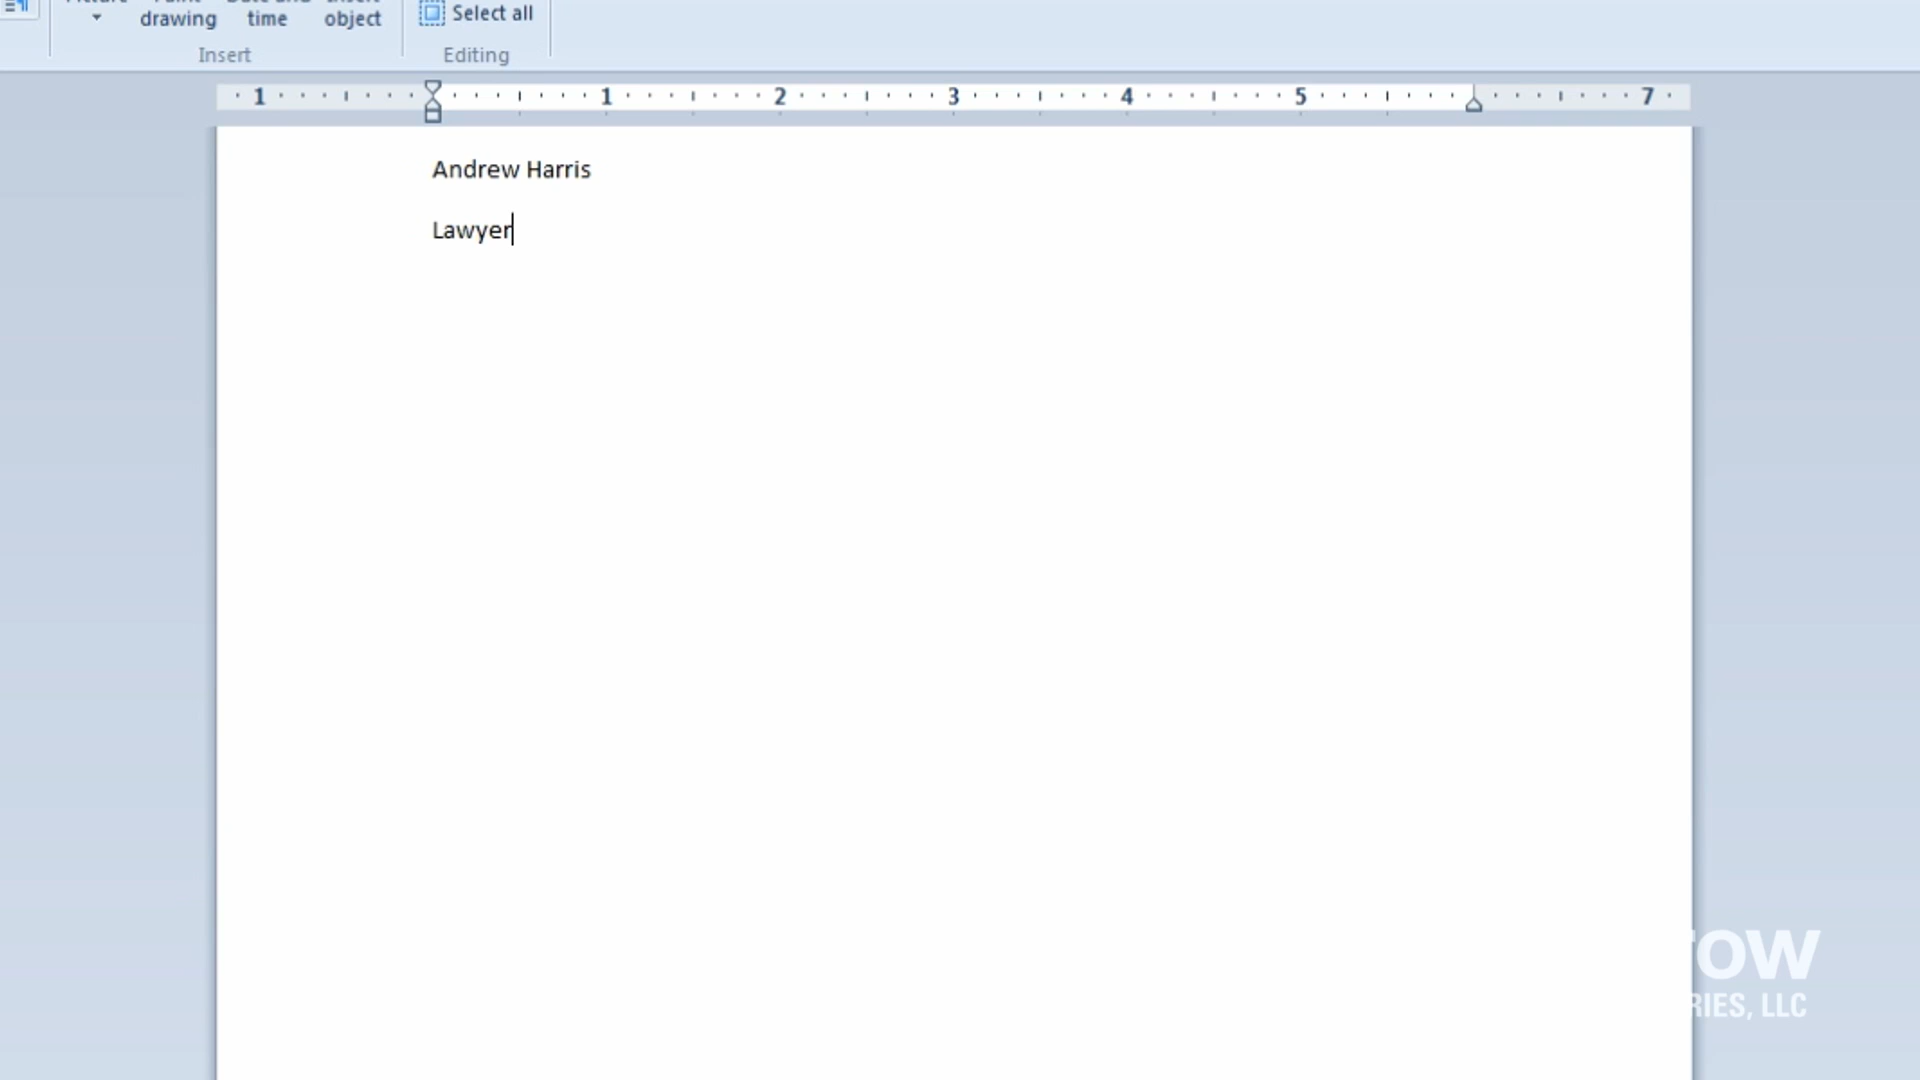 drawing time object Select all
Insert Editing
1 1 2 3 4 5 7
Andrew Harris
Lawyer
TOW
RIES, LLC